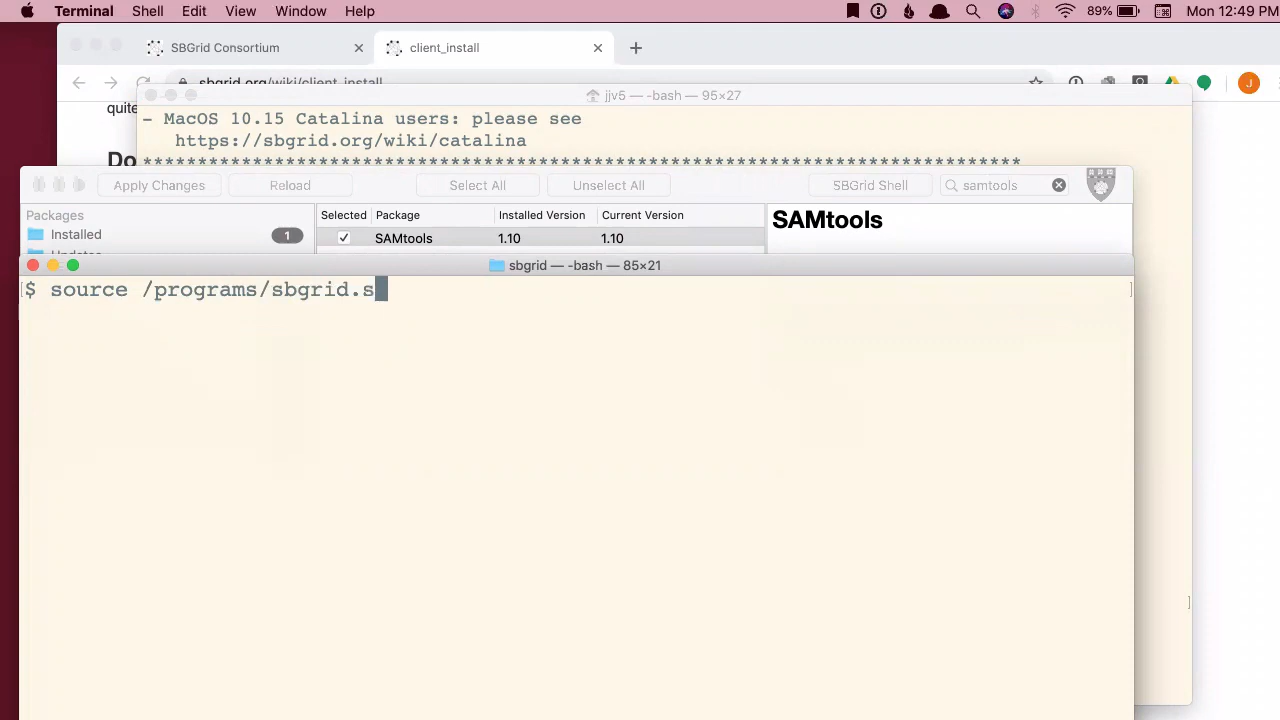 Terminal Shell Edit View Window Help 89% Mon 12:49 PM
SBGrid Consortium client_install
sbgrid.org/wiki/client_install
J
quite
jjv5 — -bash — 95×27
- MacOS 10.15 Catalina users: please see
https://sbgrid.org/wiki/catalina
Do
********************************************************************************
Apply Changes Reload Select All Unselect All SBGrid Shell samtools
Packages Selected Package Installed Version Current Version SAMtools
Installed 1 SAMtools 1.10 1.10
Updates
sbgrid — -bash — 85×21
[$ source /programs/sbgrid.s ]
]